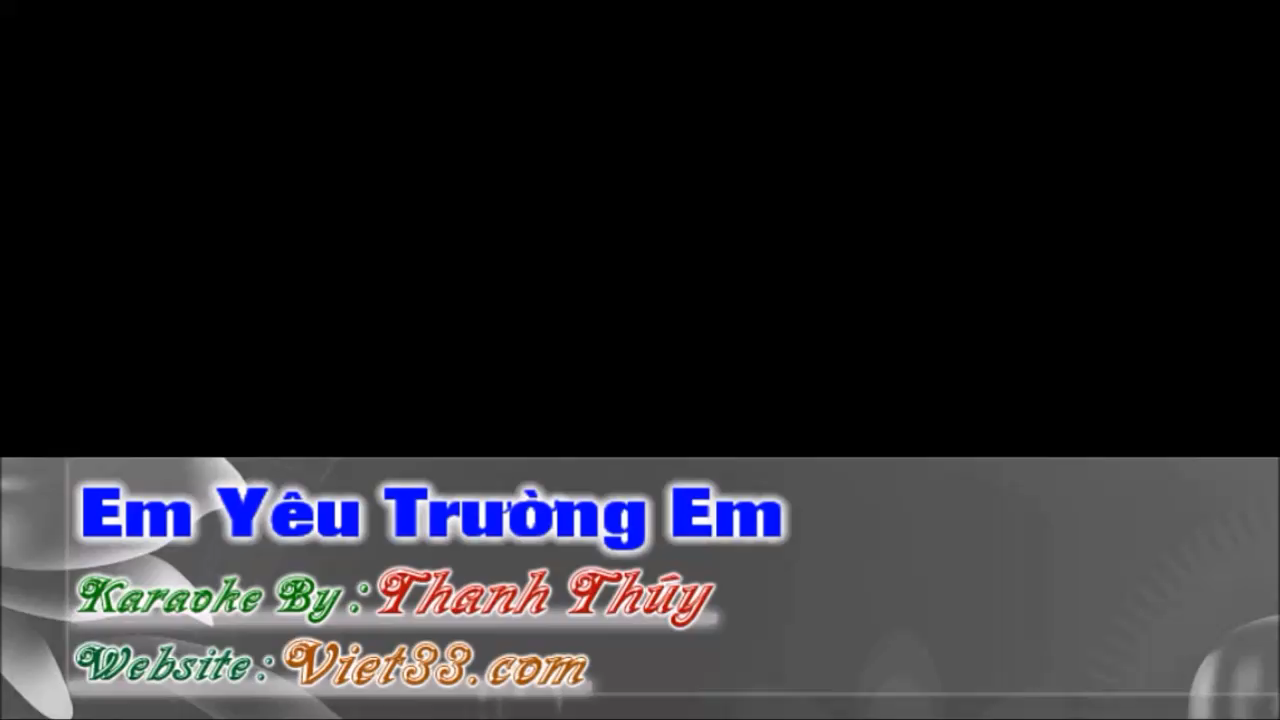 Em Yêu Trường Em
Karaoke By : Thanh Thúy
Website : Viet33.com